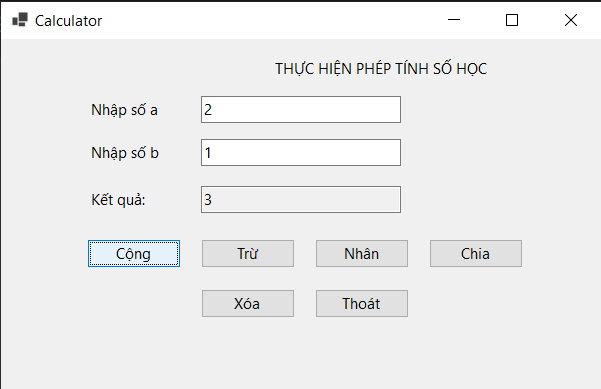 Calculator
THỰC HIỆN PHÉP TÍNH SỐ HỌC
Nhập số a 2
Nhập số b 1
Kết quả: 3
Cộng Trừ Nhân Chia
Xóa Thoát